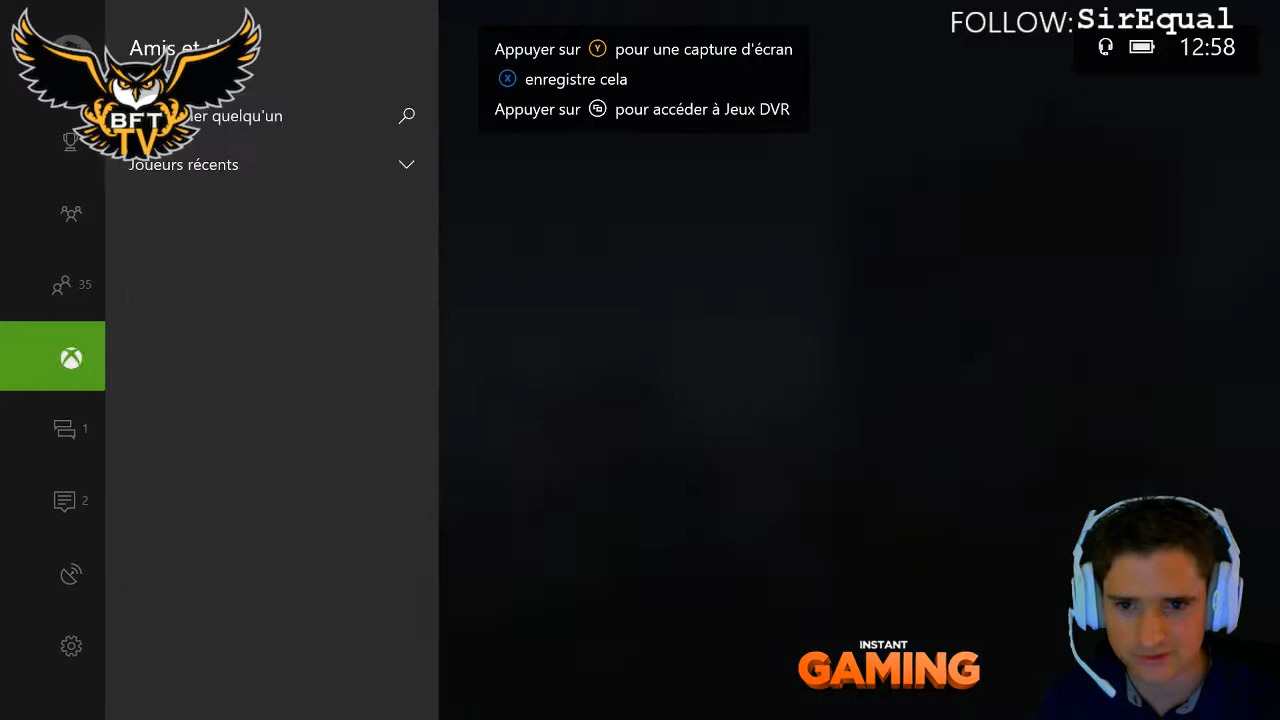 FOLLOW: SirEqual
12:58
Amis et
Appuyer sur Y pour une capture d'écran
X enregistre cela
Appuyer sur pour accéder à Jeux DVR
quelqu'un
Joueurs récents
BFT
TV
35
1
2
INSTANT
GAMING